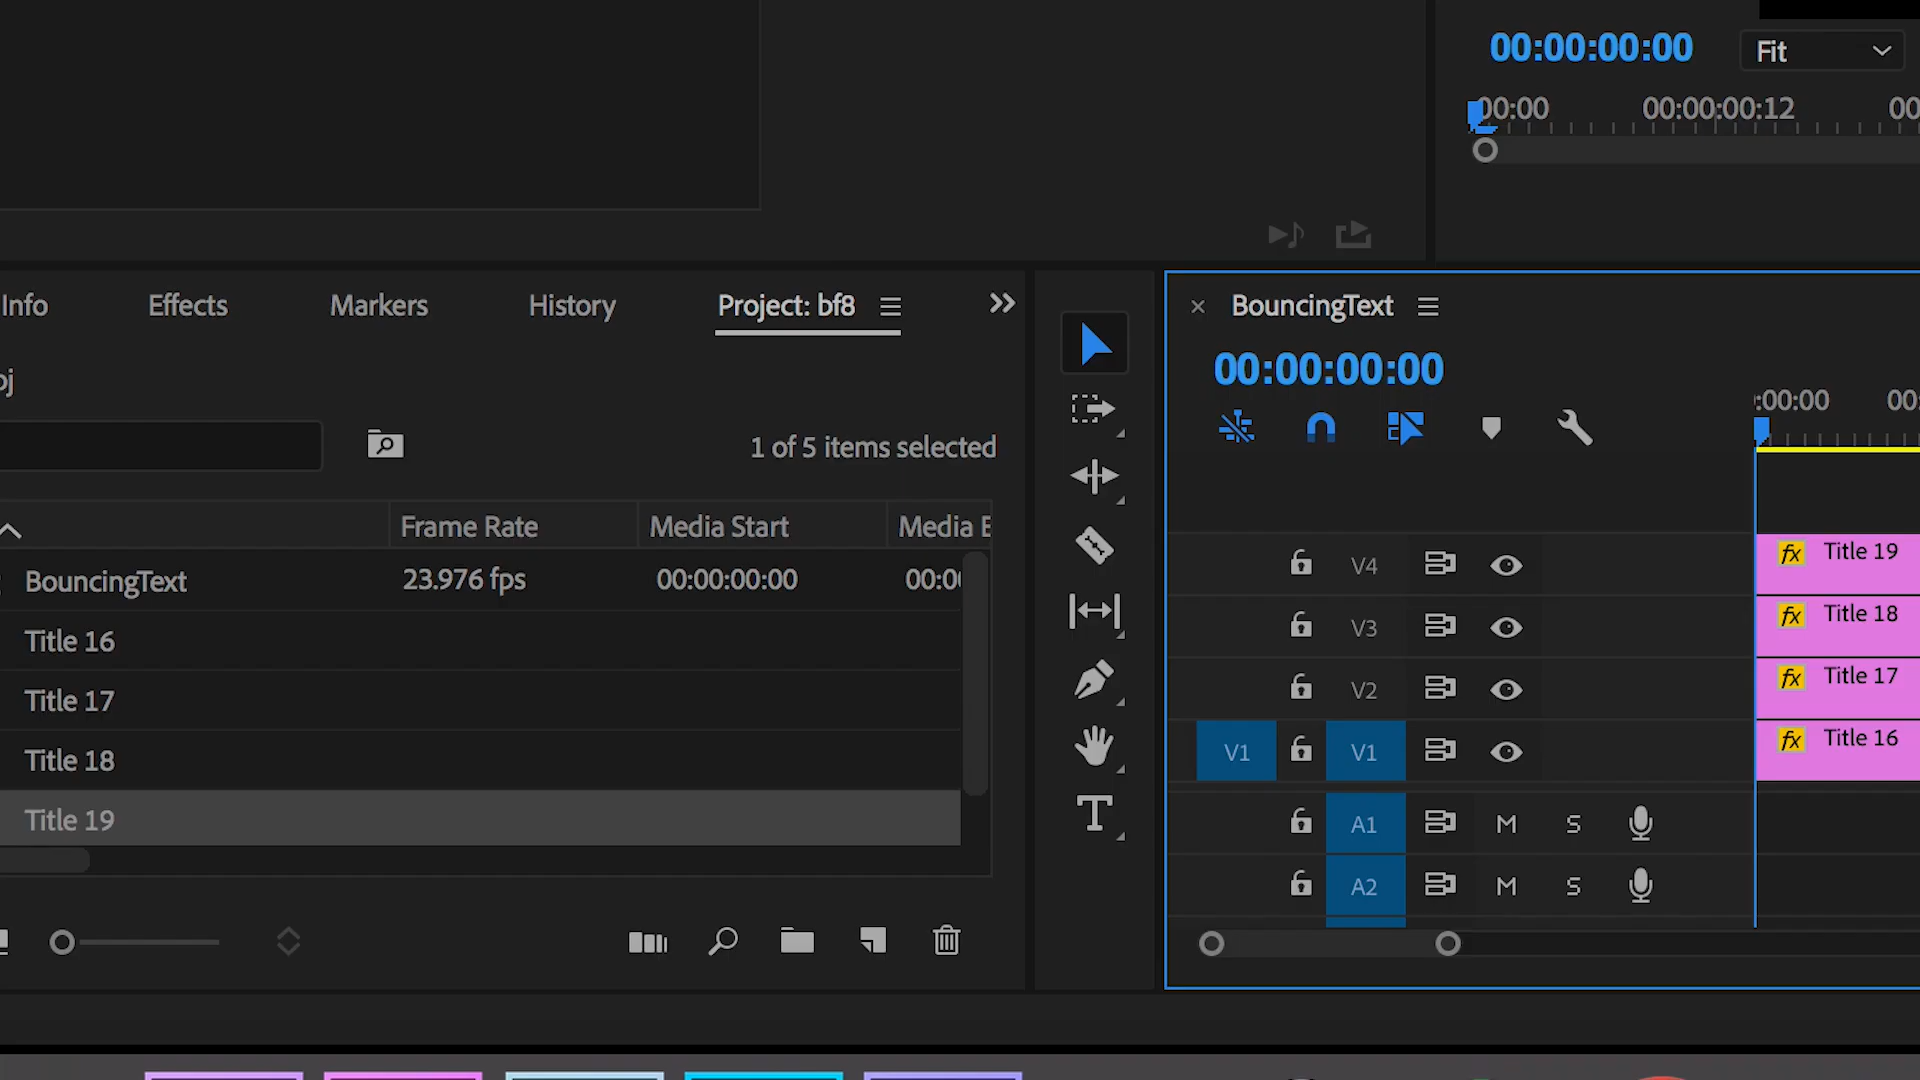 00:00:00:00 Fit
00:00 00:00:00:12 00
Info Effects Markers History Project: bf8
BouncingText
00:00:00:00
:00:00 00:
1 of 5 items selected
Frame Rate Media Start Media E
BouncingText 23.976 fps 00:00:00:00 00:0
Title 16
Title 17
Title 18
Title 19
T
V4 fx Title 19
V3 fx Title 18
V2 fx Title 17
V1 V1 fx Title 16
A1 M S
A2 M S